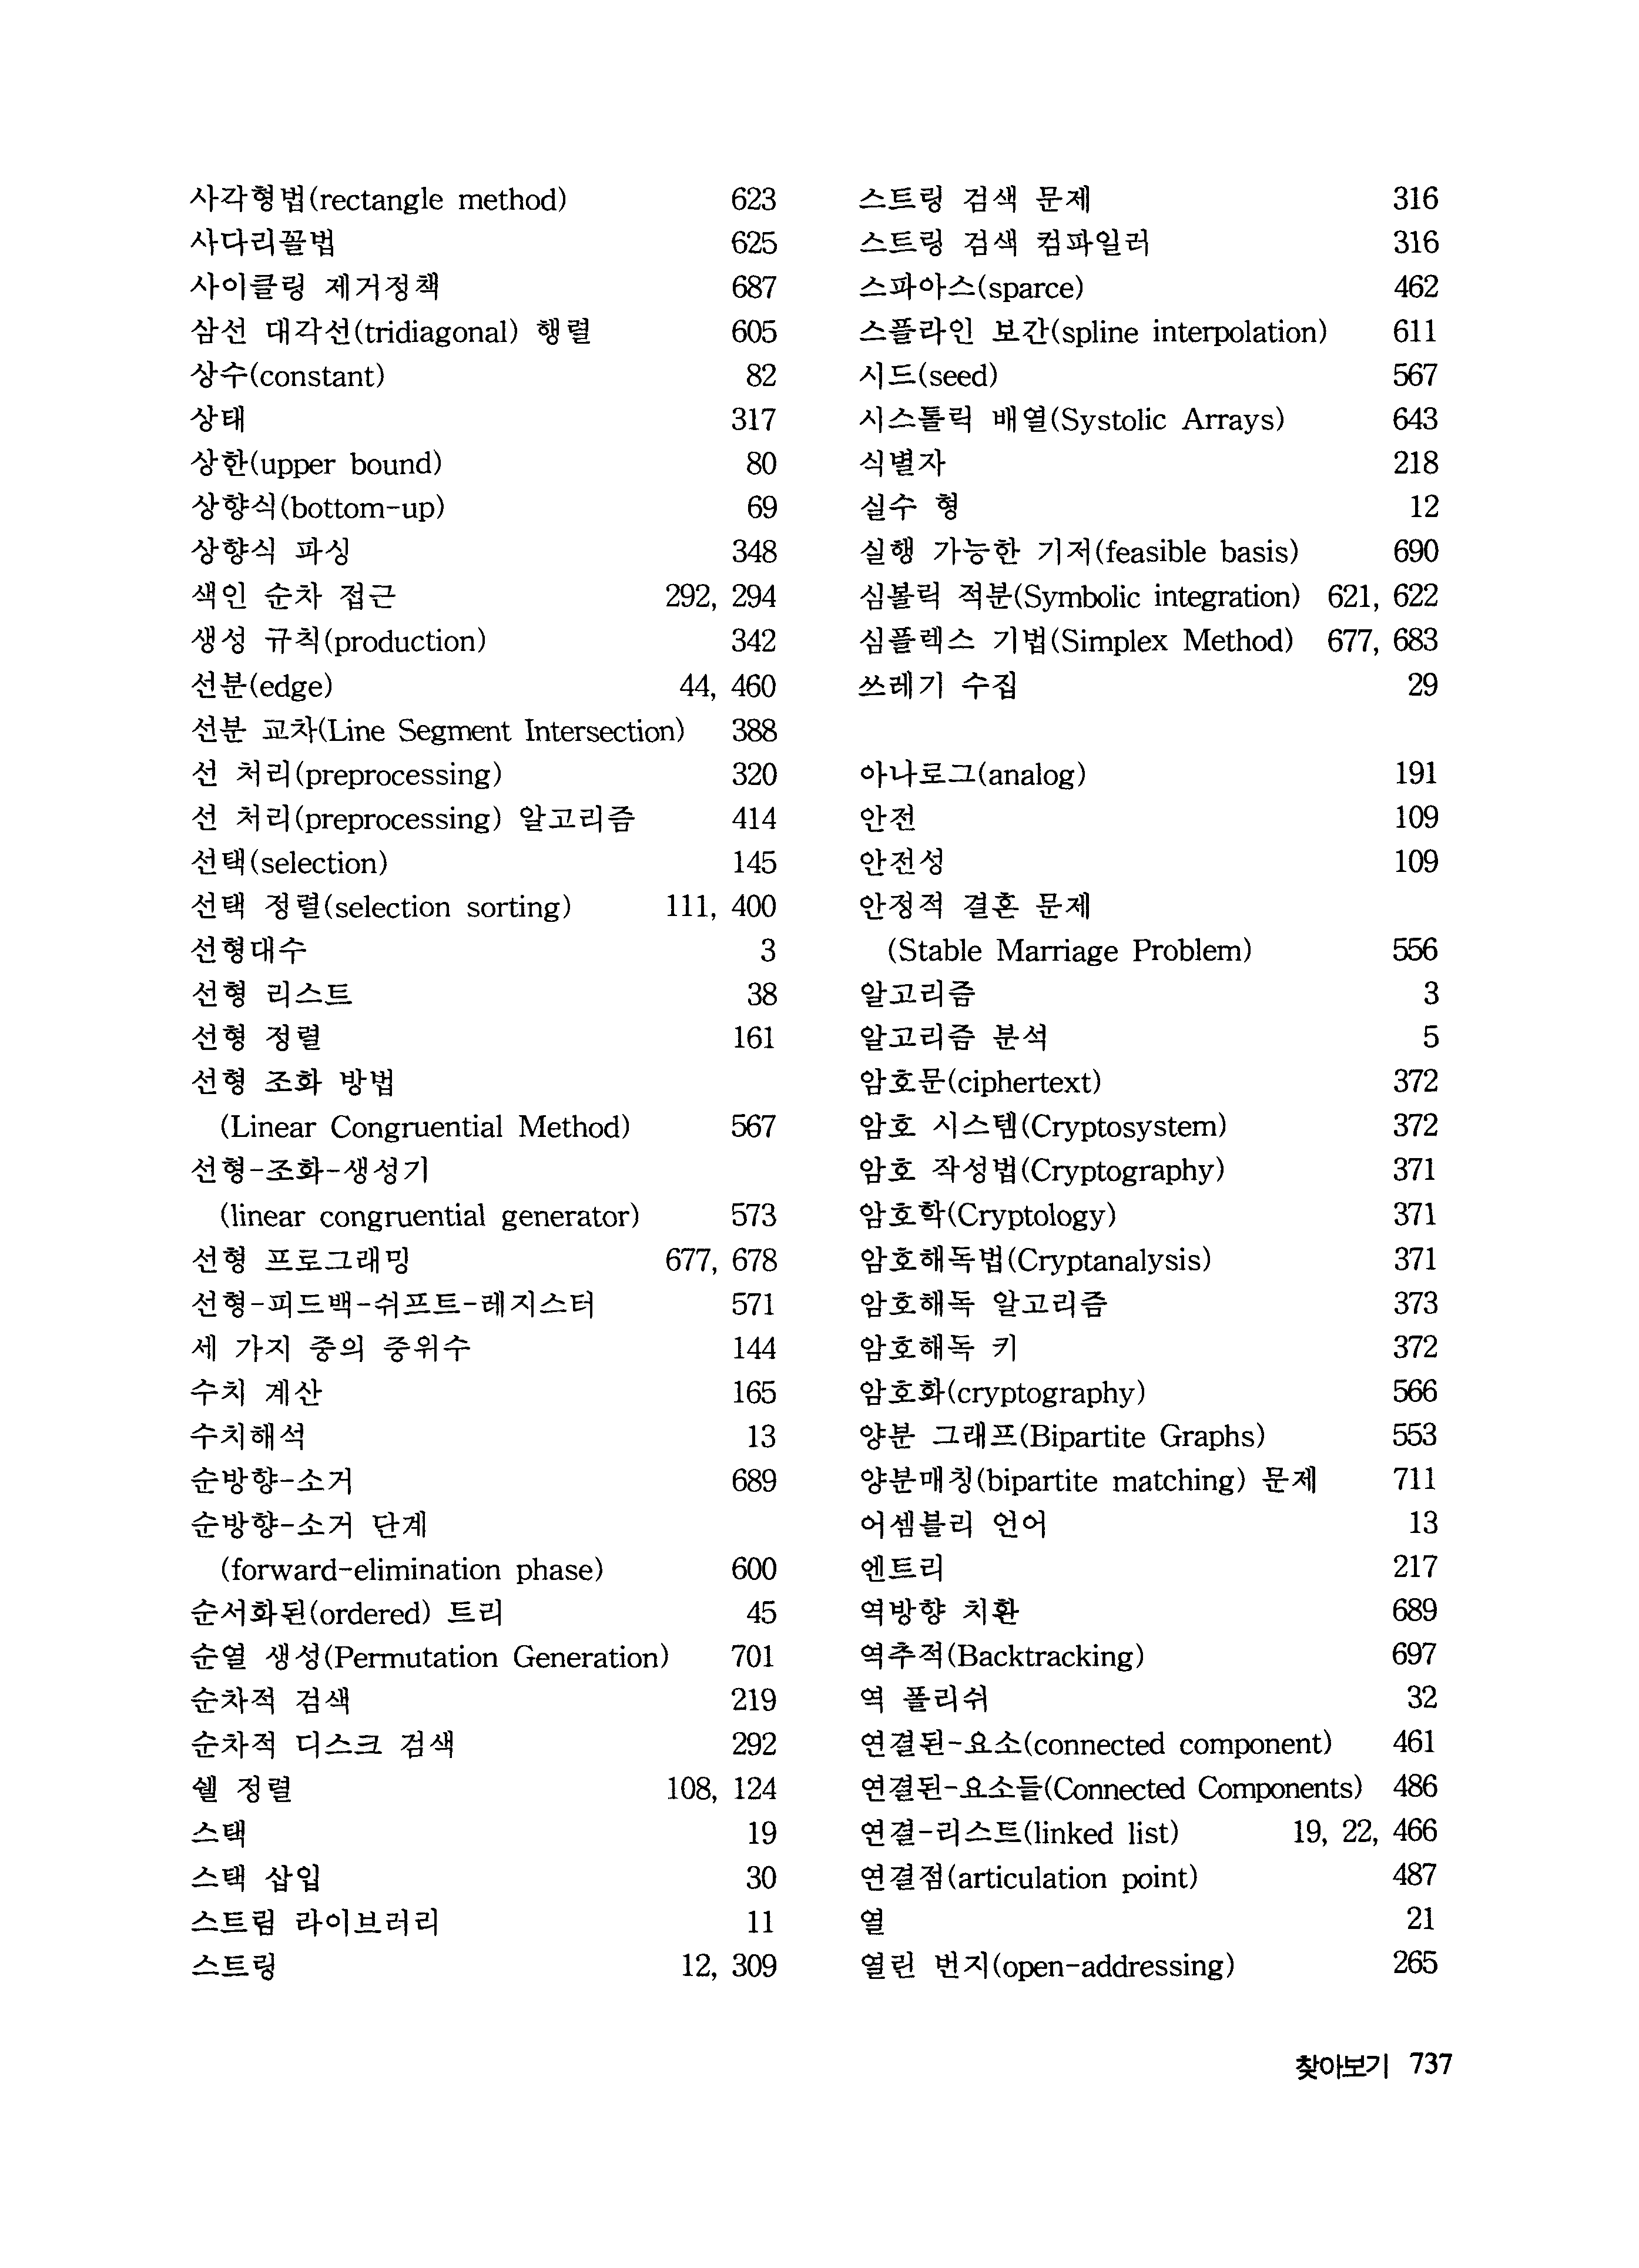 사각형법(rectangle method) 623
사다리꼴법 625
사이클링 제거정책 687
삼선 대각선(tridiagonal) 행렬 605
상수(constant) 82
상태 317
상한(upper bound) 80
상향식(bottom-up) 69
상향식 파싱 348
색인 순차 접근 292, 294
생성 규칙(production) 342
선분(edge) 44, 460
선분 교차(Line Segment Intersection) 388
선 처리(preprocessing) 320
선 처리(preprocessing) 알고리즘 414
선택(selection) 145
선택 정렬(selection sorting) 111, 400
선형대수 3
선형 리스트 38
선형 정렬 161
선형 조화 방법
(Linear Congruential Method) 567
선형-조화-생성기
(linear congruential generator) 573
선형 프로그래밍 677, 678
선형-피드백-쉬프트-레지스터 571
세 가지 중의 중위수 144
수치 계산 165
수치해석 13
순방향-소거 689
순방향-소거 단계
(forward-elimination phase) 600
순서화된(ordered) 트리 45
순열 생성(Permutation Generation) 701
순차적 검색 219
순차적 디스크 검색 292
쉘 정렬 108, 124
스택 19
스택 삽입 30
스트림 라이브러리 11
스트링 12, 309
스트링 검색 문제 316
스트링 검색 컴파일러 316
스파아스(sparce) 462
스플라인 보간(spline interpolation) 611
시드(seed) 567
시스톨릭 배열(Systolic Arrays) 643
식별자 218
실수 형 12
실행 가능한 기저(feasible basis) 690
심볼릭 적분(Symbolic integration) 621, 622
심플렉스 기법(Simplex Method) 677, 683
쓰레기 수집 29
아나로그(analog) 191
안전 109
안전성 109
안정적 결혼 문제
(Stable Marriage Problem) 556
알고리즘 3
알고리즘 분석 5
암호문(ciphertext) 372
암호 시스템(Cryptosystem) 372
암호 작성법(Cryptography) 371
암호학(Cryptology) 371
암호해독법(Cryptanalysis) 371
암호해독 알고리즘 373
암호해독 키 372
암호화(cryptography) 566
양분 그래프(Bipartite Graphs) 553
양분매칭(bipartite matching) 문제 711
어셈블리 언어 13
엔트리 217
역방향 치환 689
역추적(Backtracking) 697
역 폴리쉬 32
연결된-요소(connected component) 461
연결된-요소들(Connected Components) 486
연결-리스트(linked list) 19, 22, 466
연결점(articulation point) 487
열 21
열린 번지(open-addressing) 265
찾아보기 737